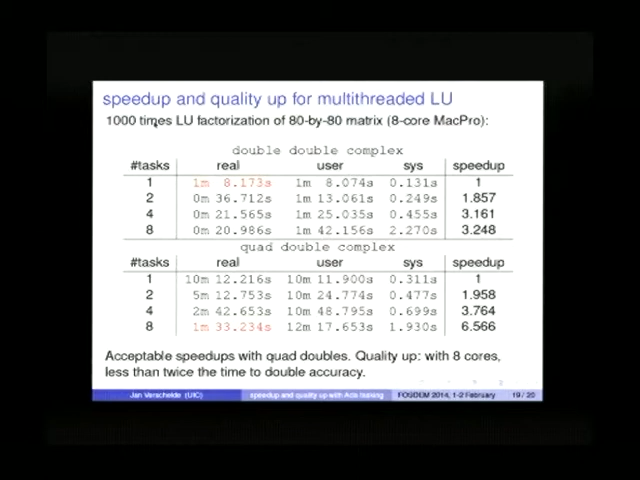 speedup and quality up for multithreaded LU
1000 times LU factorization of 80-by-80 matrix (8-core MacPro):
double double complex
#tasks real user sys speedup
1 1m 8.173s 1m 8.074s 0.131s 1
2 0m 36.712s 1m 13.061s 0.249s 1.857
4 0m 21.565s 1m 25.035s 0.455s 3.161
8 0m 20.986s 1m 42.156s 2.270s 3.248
quad double complex
#tasks real user sys speedup
1 10m 12.216s 10m 11.900s 0.311s 1
2 5m 12.753s 10m 24.774s 0.477s 1.958
4 2m 42.653s 10m 48.795s 0.699s 3.764
8 1m 33.234s 12m 17.653s 1.930s 6.566
Acceptable speedups with quad doubles. Quality up: with 8 cores,
less than twice the time to double accuracy.
Jan Verschelde (UIC) speedup and quality up with Ada tasking FOSDEM 2014, 1-2 February 19 / 20